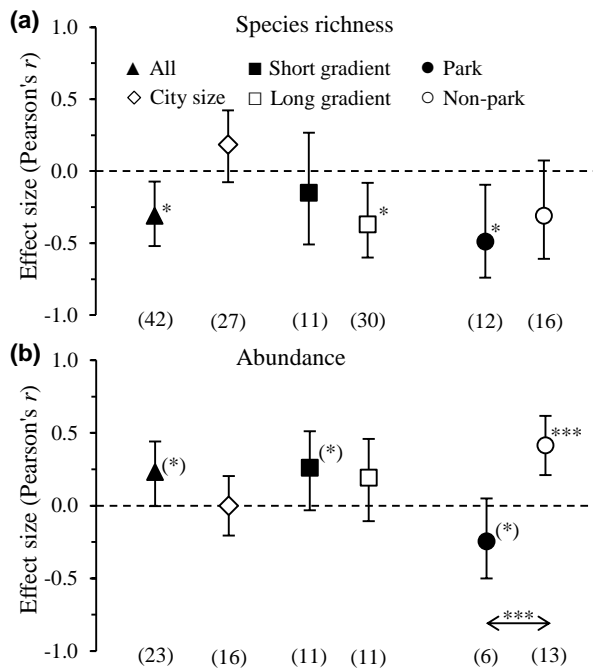 (a)
Species richness
All
Short gradient
Park
City size
Long gradient
Non-park
Effect size (Pearson's r)
1.0
0.5
0.0
-0.5
-1.0
*
*
*
(42) (27) (11) (30) (12) (16)
(b)
Abundance
Effect size (Pearson's r)
1.0
0.5
0.0
-0.5
-1.0
(*)
(*)
(*)
***
***
(23) (16) (11) (11) (6) (13)